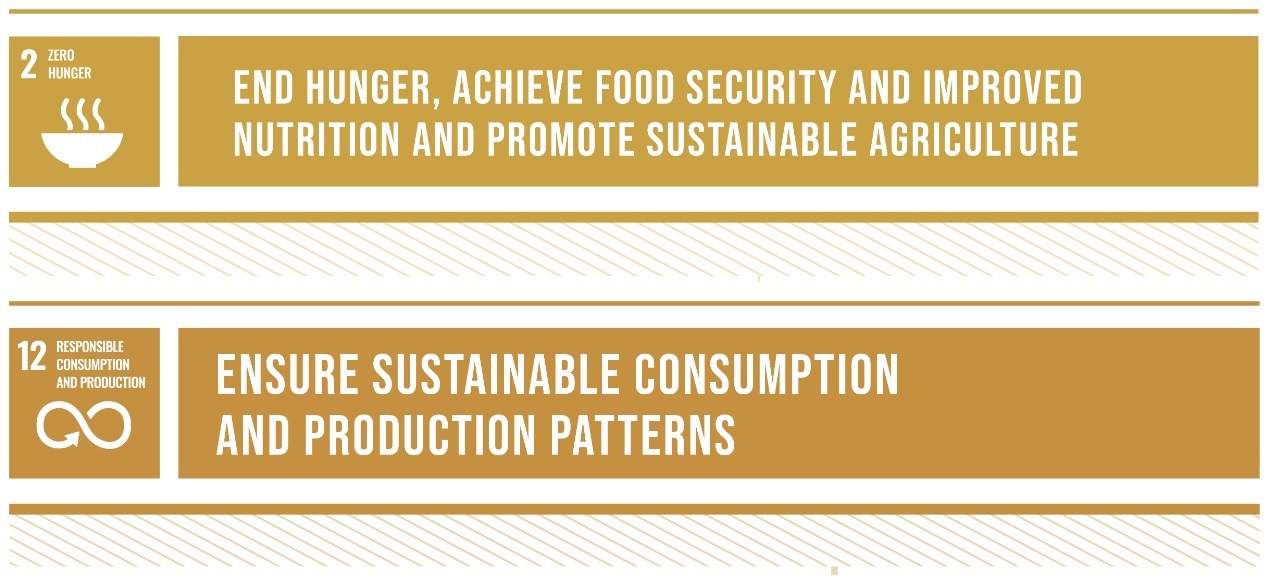 2 ZERO
HUNGER
END HUNGER, ACHIEVE FOOD SECURITY AND IMPROVED
NUTRITION AND PROMOTE SUSTAINABLE AGRICULTURE
12 RESPONSIBLE
CONSUMPTION
AND PRODUCTION
ENSURE SUSTAINABLE CONSUMPTION
AND PRODUCTION PATTERNS